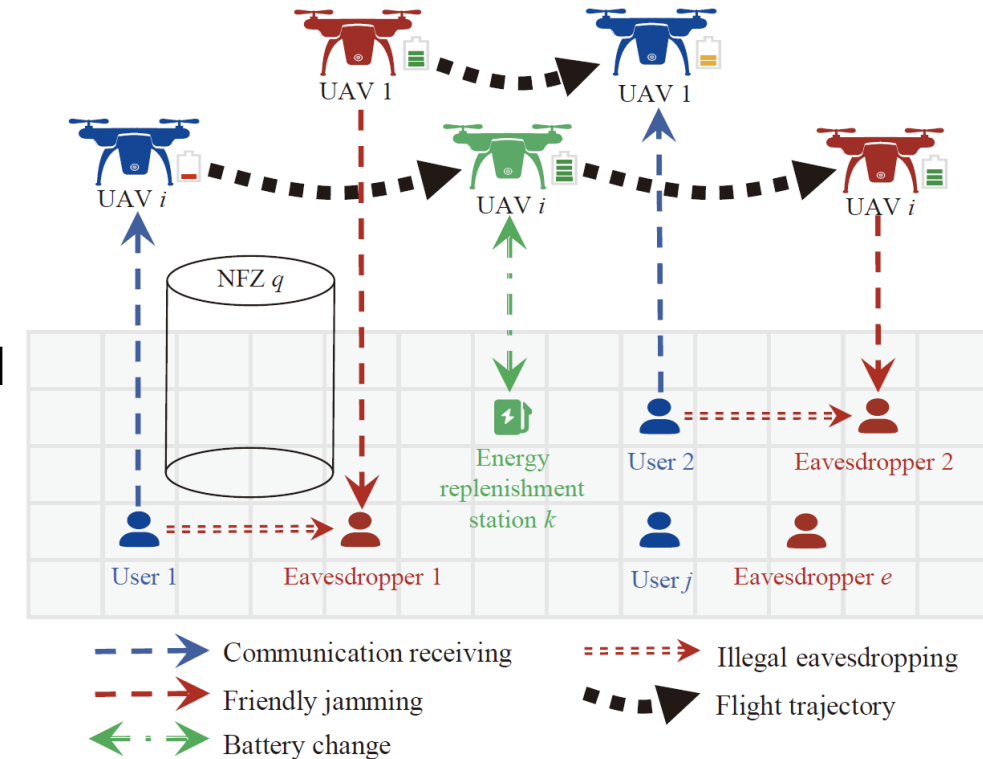 UAV 1
UAV 1
UAV i
UAV i
UAV i
NFZ q
Energy
replenishment
station k
User 2
Eavesdropper 2
User 1
Eavesdropper 1
User j
Eavesdropper e
Communication receiving
Illegal eavesdropping
Friendly jamming
Flight trajectory
Battery change